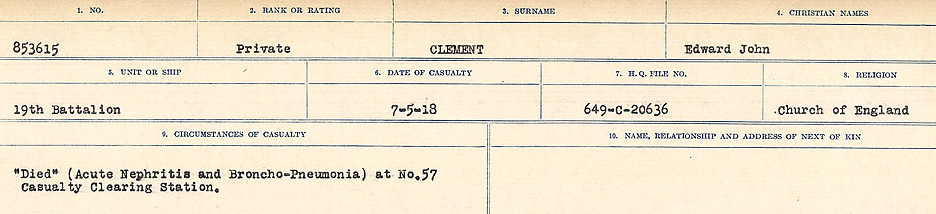 1. NO. 2. RANK OR RATING 3. SURNAME 4. CHRISTIAN NAMES
853615 Private CLEMENT Edward John
5. UNIT OR SHIP 6. DATE OF CASUALTY 7. H. Q. FILE NO. 8. RELIGION
19th Battalion 7-5-18 649-C-20636 Church of England
9. CIRCUMSTANCES OF CASUALTY 10. NAME, RELATIONSHIP AND ADDRESS OF NEXT OF KIN
"Died" (Acute Nephritis and Broncho-Pneumonia) at No.57
Casualty Clearing Station.